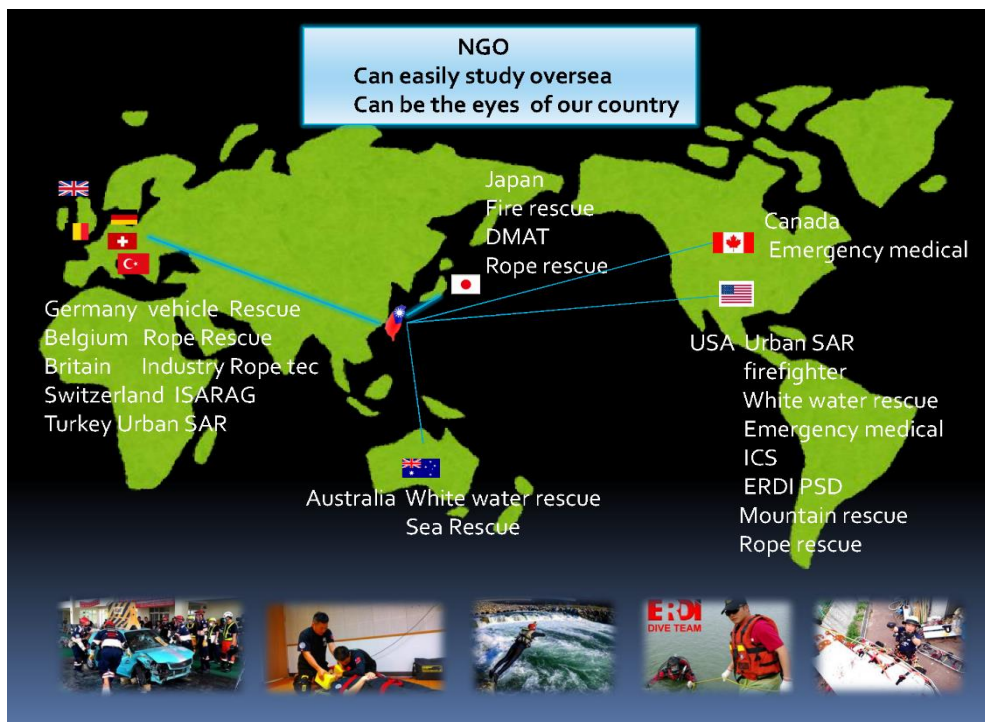 NGO
Can easily study oversea
Can be the eyes of our country
Japan
Fire rescue
DMAT
Rope rescue
Canada
Emergency medical
Germany vehicle Rescue
Belgium Rope Rescue
Britain Industry Rope tec
Switzerland ISARAG
Turkey Urban SAR
USA Urban SAR
firefighter
White water rescue
Emergency medical
ICS
ERDI PSD
Mountain rescue
Rope rescue
Australia White water rescue
Sea Rescue
ERDI
DIVE TEAM